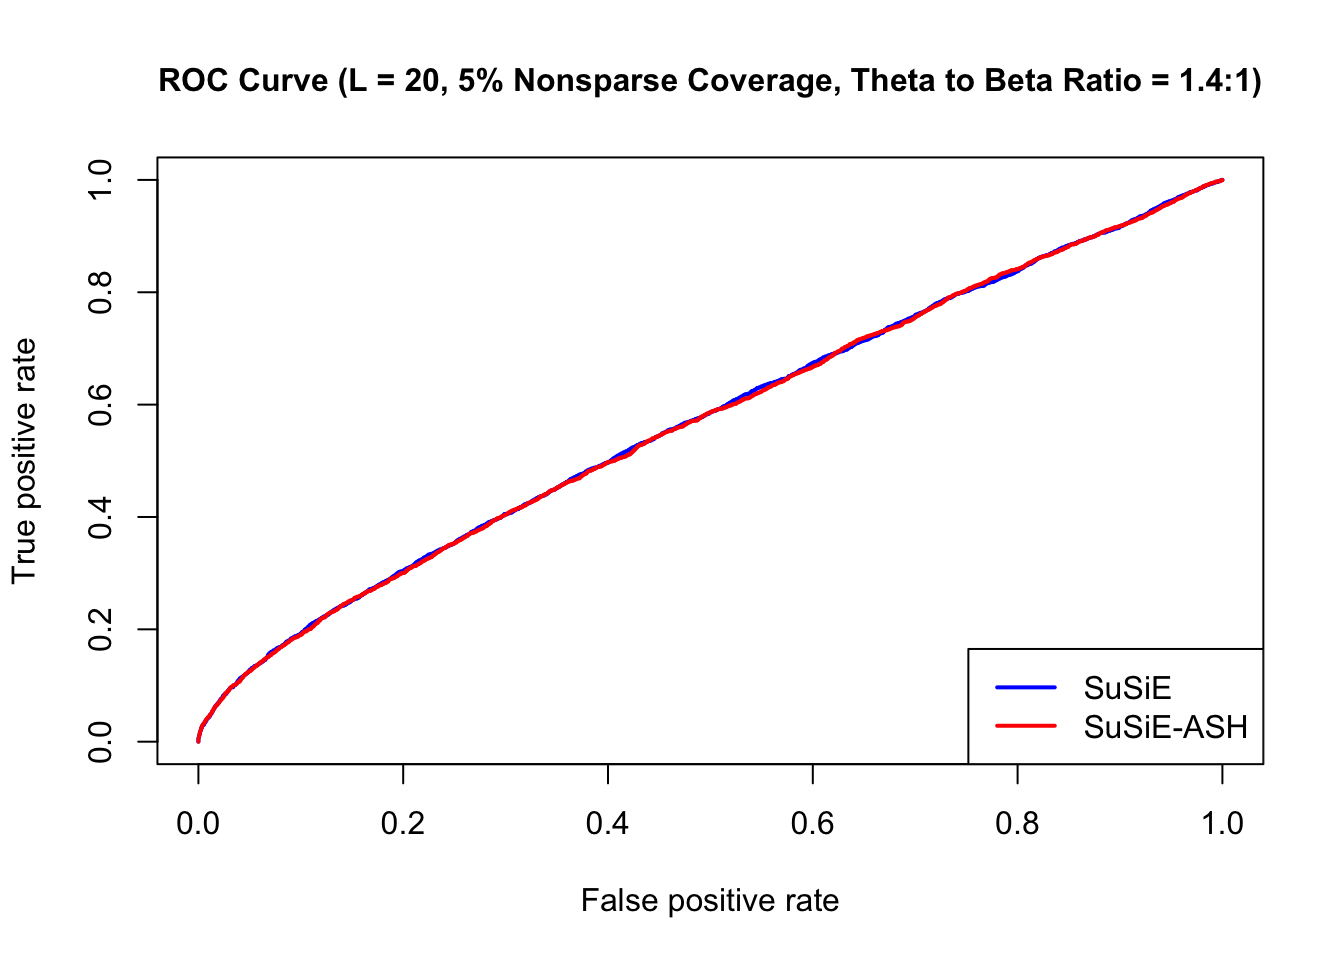 ROC Curve (L = 20, 5% Nonsparse Coverage, Theta to Beta Ratio = 1.4:1)
True positive rate
1.0
0.8
0.6
0.4
0.2
0.0
SuSiE
SuSiE-ASH
0.0 0.2 0.4 0.6 0.8 1.0
False positive rate